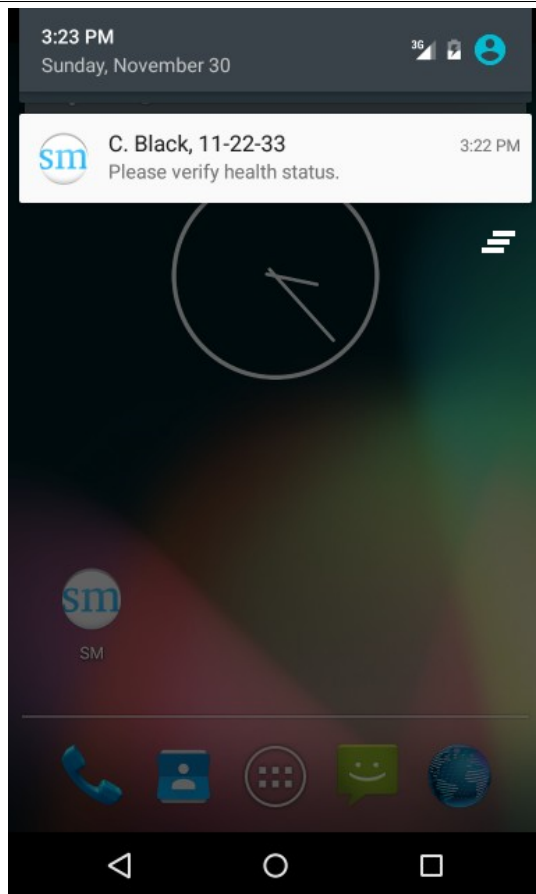 3:23 PM
3G
Sunday, November 30
sm
C. Black, 11-22-33
3:22 PM
Please verify health status.
sm
SM